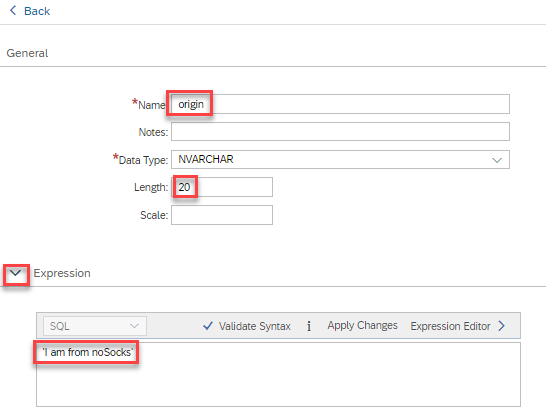 Back
General
*Name: origin
Notes:
*Data Type: NVARCHAR
Length: 20
Scale:
Expression
SQL Validate Syntax i Apply Changes Expression Editor
'I am from noSocks'